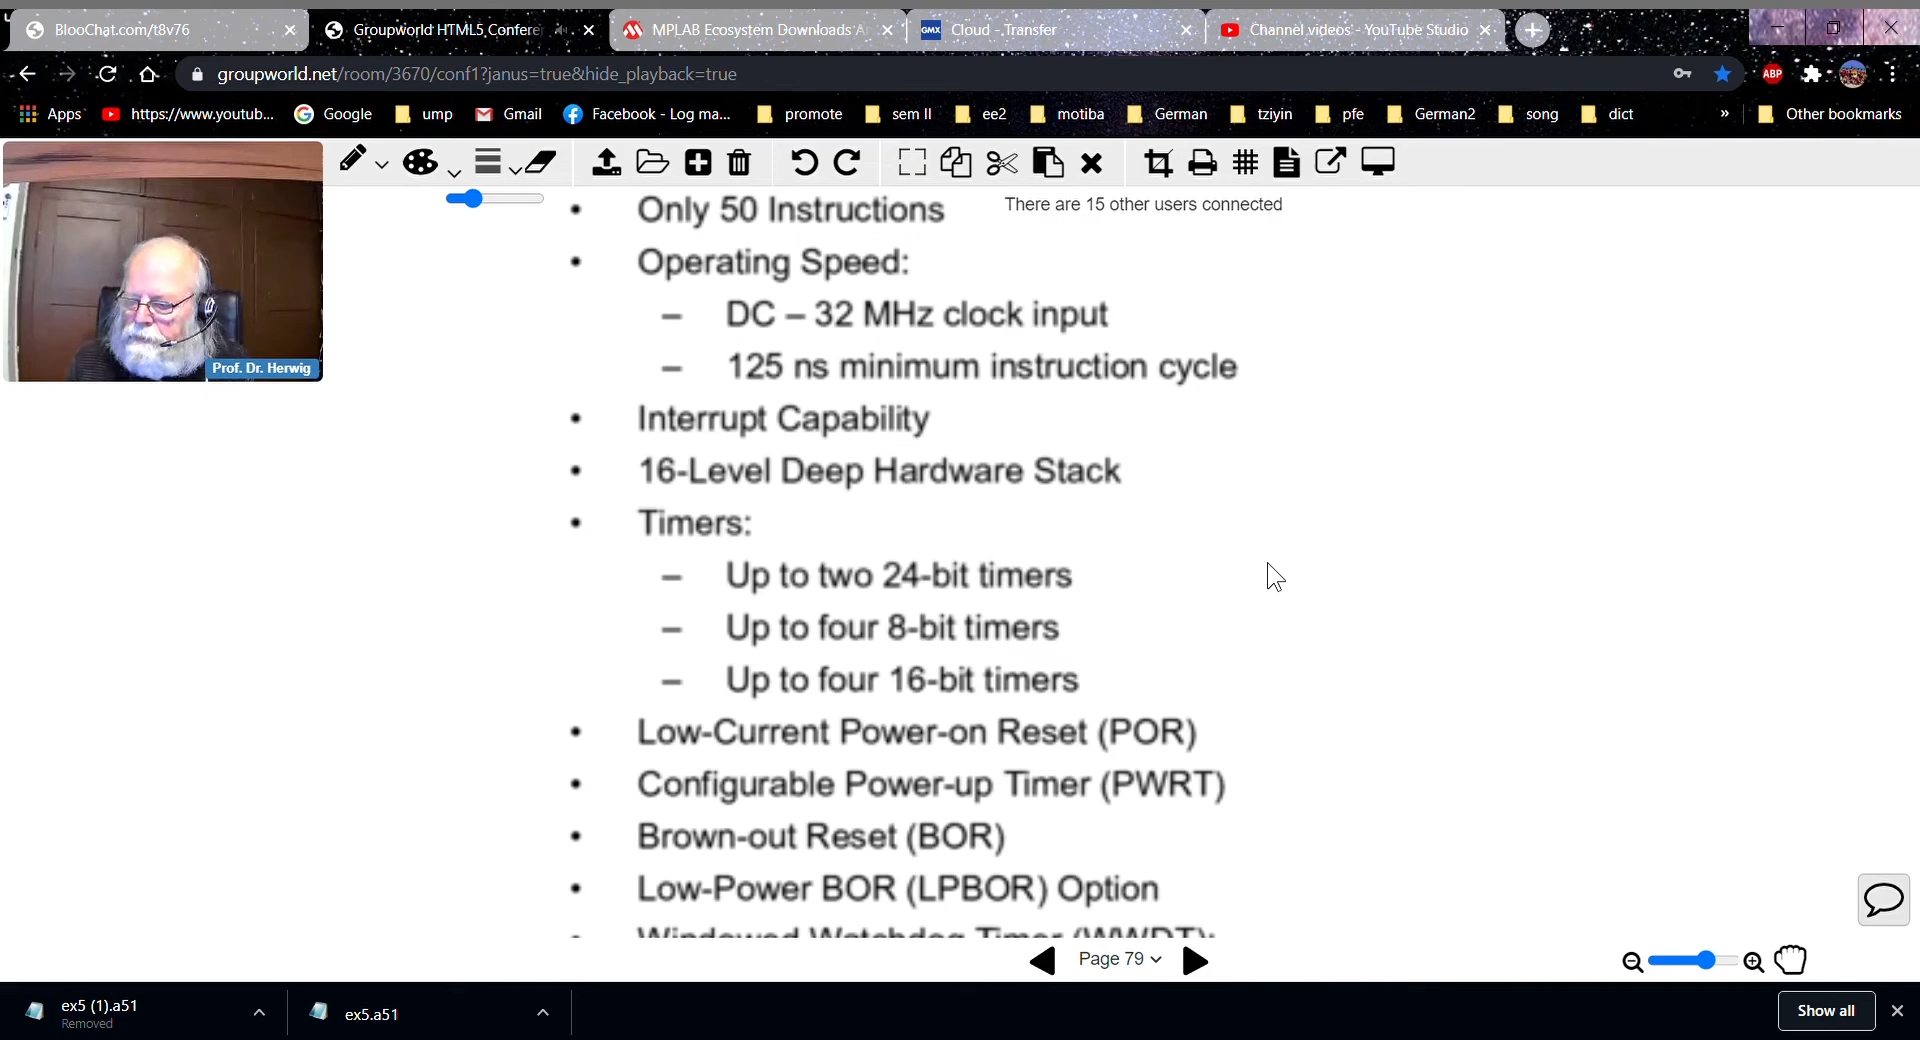 BlooChat.com/t8v76
Groupworld HTML5 Confere
MPLAB Ecosystem Downloads A
GMX Cloud - Transfer
Channel videos - YouTube Studio
groupworld.net/room/3670/conf1?janus=true&hide_playback=true
ABP
Apps
https://www.youtub...
Google
ump
Gmail
Facebook - Log ma...
promote
sem II
ee2
motiba
German
tziyin
pfe
German2
song
dict
»
Other bookmarks
Prof. Dr. Herwig
There are 15 other users connected
• Only 50 Instructions
• Operating Speed:
– DC – 32 MHz clock input
– 125 ns minimum instruction cycle
• Interrupt Capability
• 16-Level Deep Hardware Stack
• Timers:
– Up to two 24-bit timers
– Up to four 8-bit timers
– Up to four 16-bit timers
• Low-Current Power-on Reset (POR)
• Configurable Power-up Timer (PWRT)
• Brown-out Reset (BOR)
• Low-Power BOR (LPBOR) Option
• Windowed Watchdog Timer (WWDT):
Page 79
ex5 (1).a51
Removed
ex5.a51
Show all